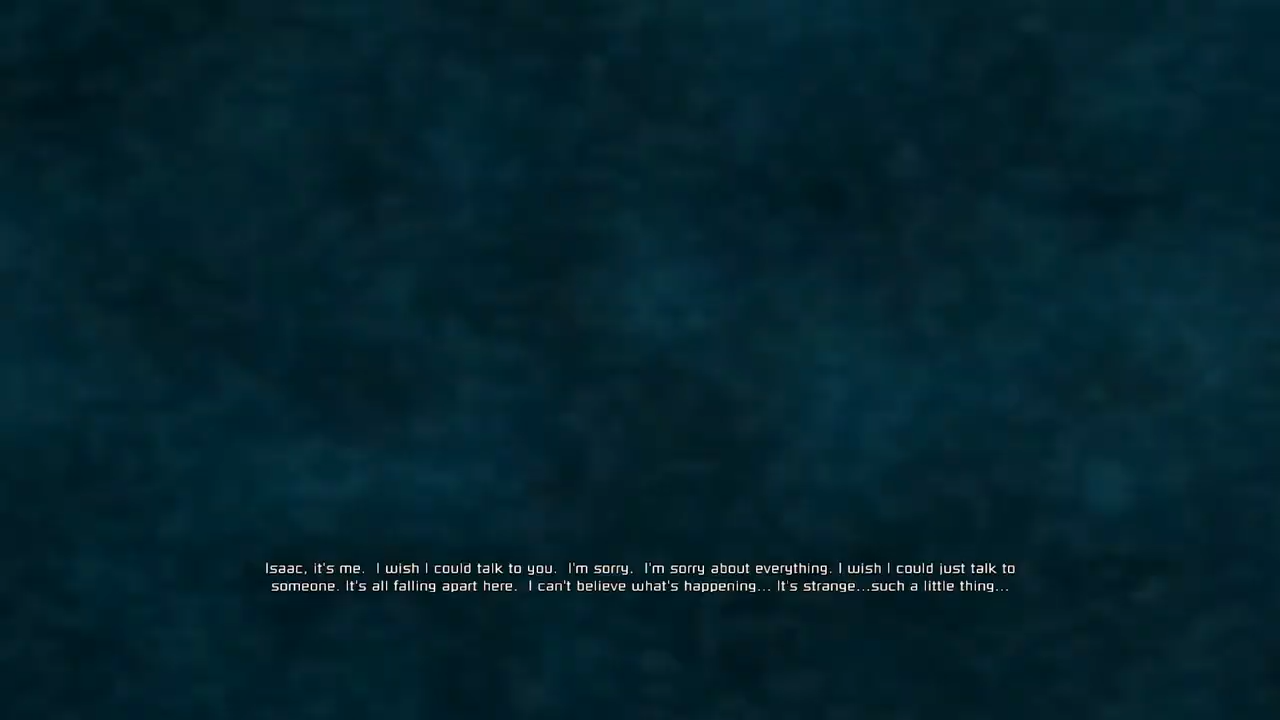 Isaac, it's me.  I wish I could talk to you.  I'm sorry.  I'm sorry about everything. I wish I could just talk to
someone. It's all falling apart here.  I can't believe what's happening... It's strange...such a little thing...